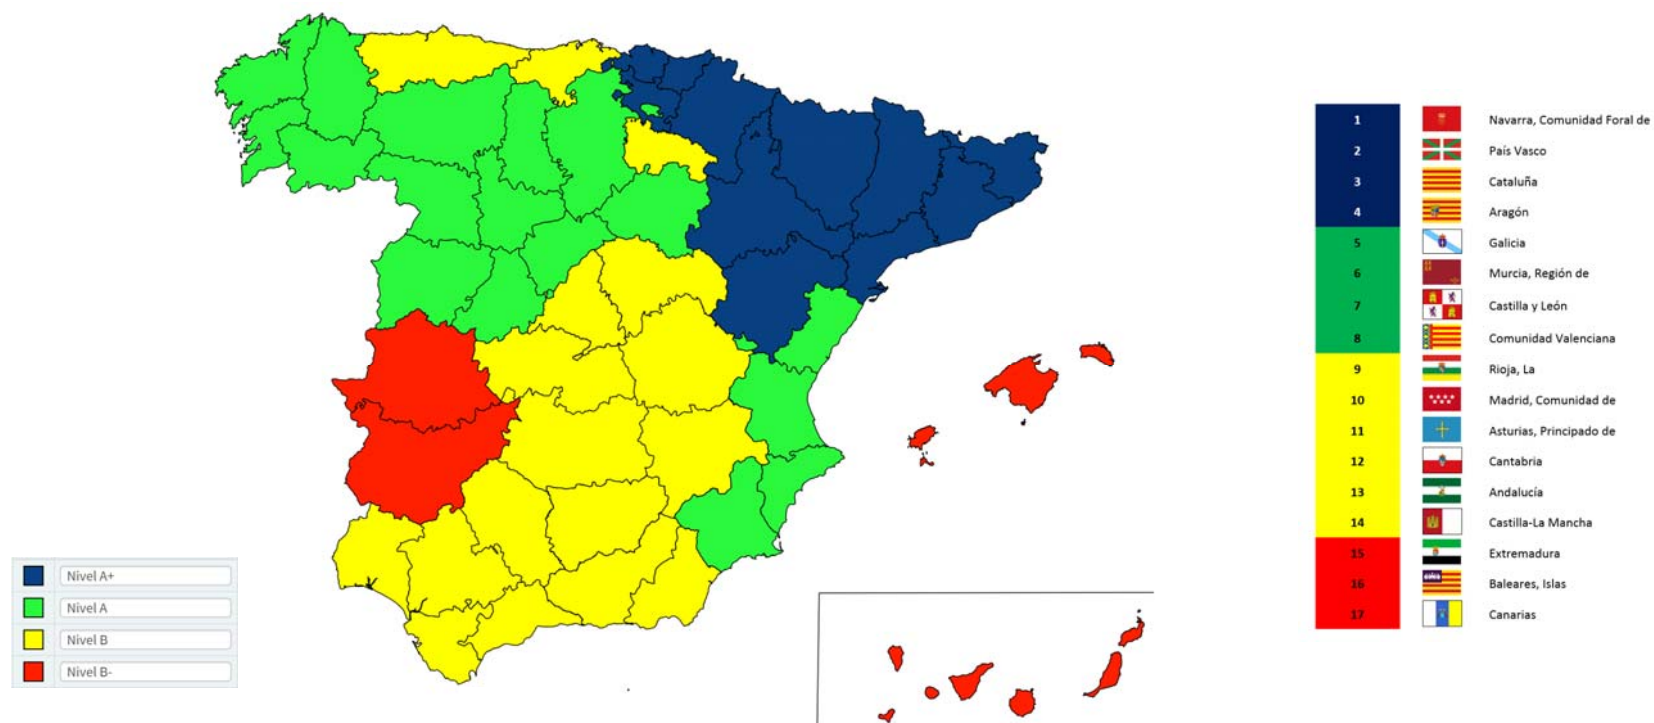 Nivel A+
Nivel A
Nivel B
Nivel B-
1 Navarra, Comunidad Foral de
2 País Vasco
3 Cataluña
4 Aragón
5 Galicia
6 Murcia, Región de
7 Castilla y León
8 Comunidad Valenciana
9 Rioja, La
10 Madrid, Comunidad de
11 Asturias, Principado de
12 Cantabria
13 Andalucía
14 Castilla-La Mancha
15 Extremadura
16 Baleares, Islas
17 Canarias